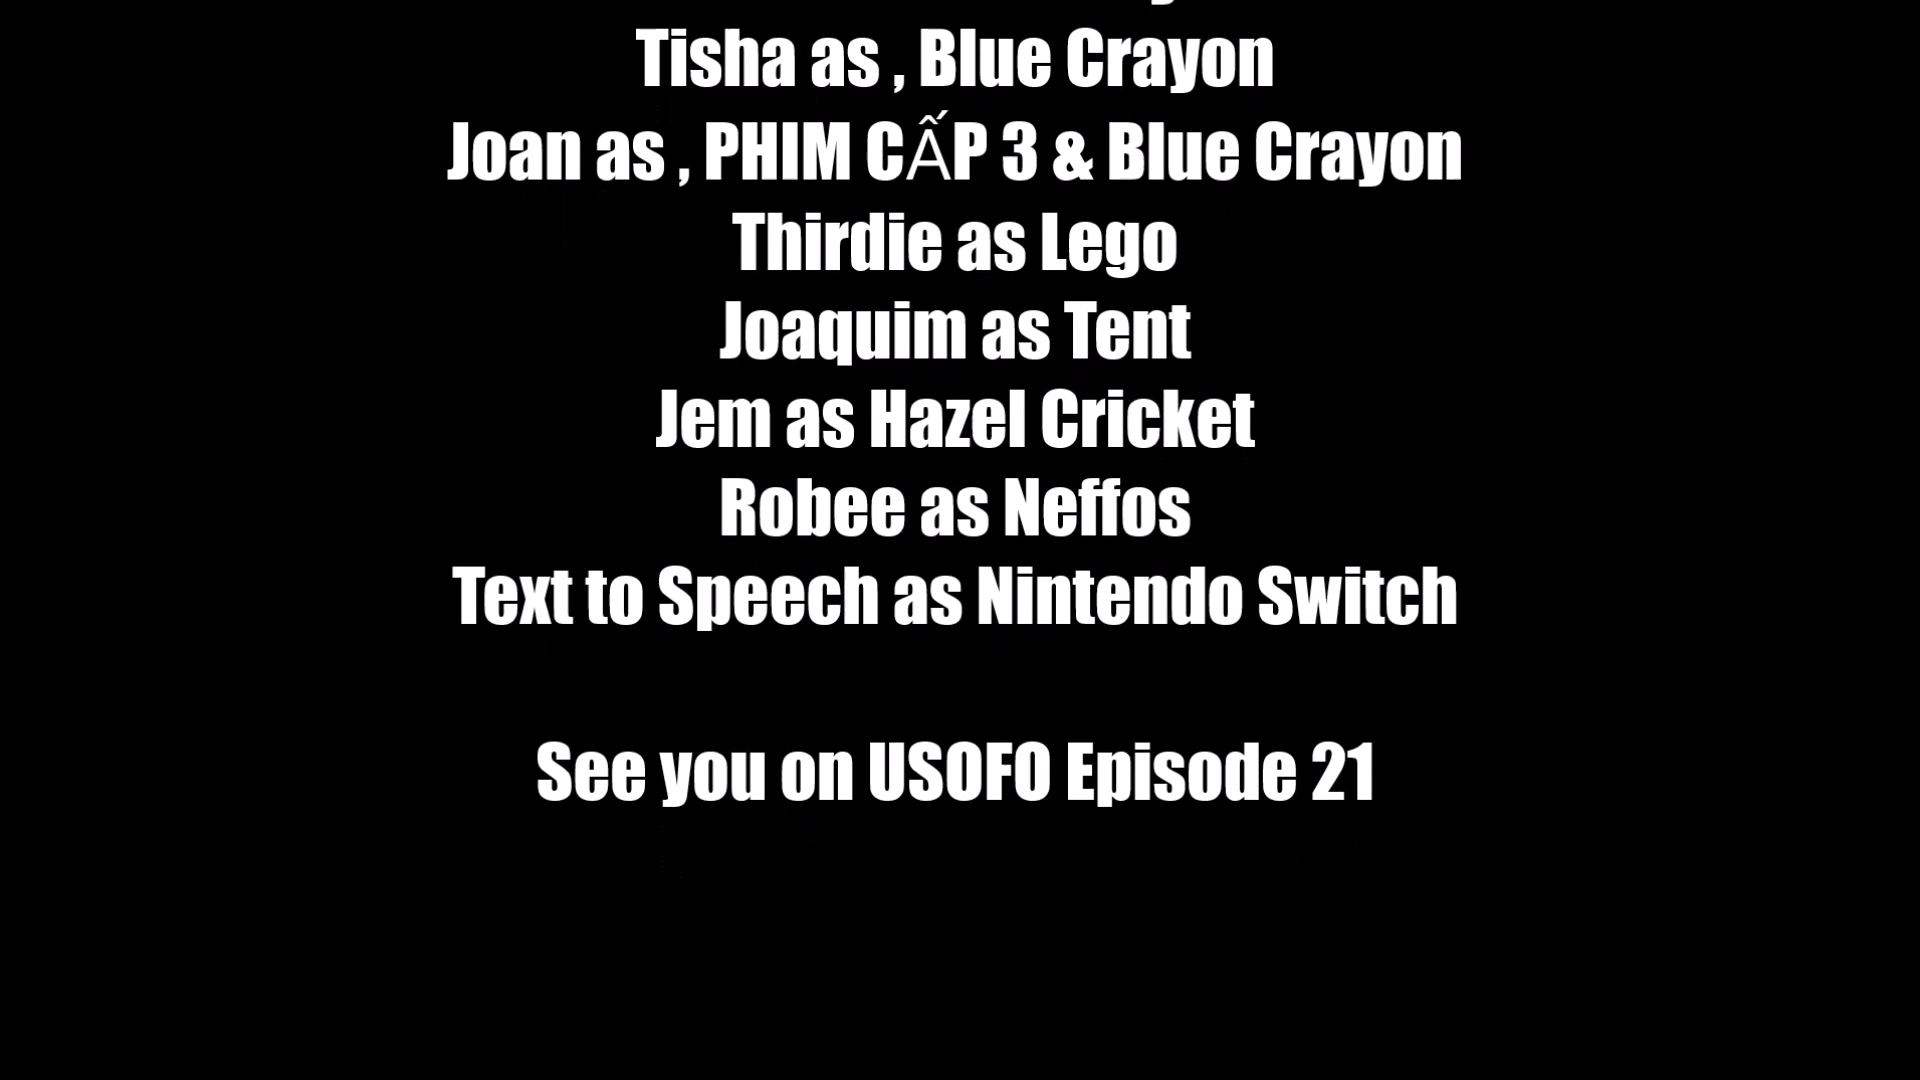 Tisha as , Blue Crayon
Joan as , PHIM CẤP 3 & Blue Crayon
Thirdie as Lego
Joaquim as Tent
Jem as Hazel Cricket
Robee as Neffos
Text to Speech as Nintendo Switch
See you on USOFO Episode 21